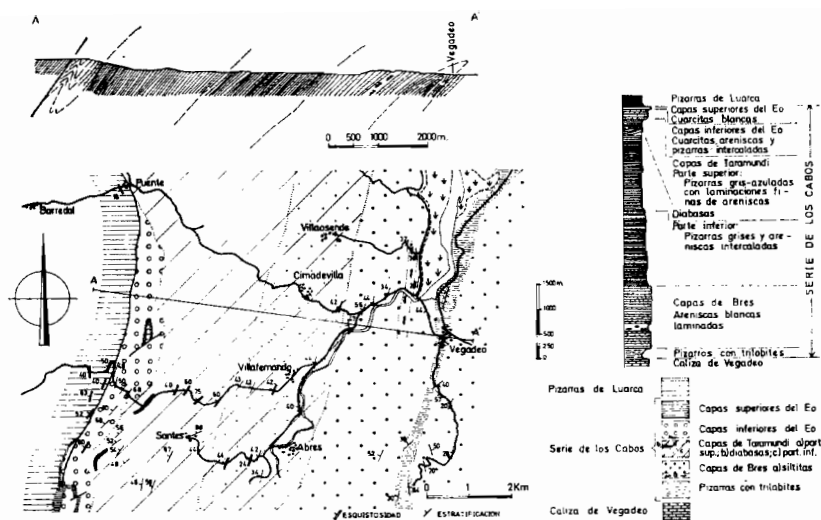 A
A'
Vegadeo
0 500 1000 2000 m.
Puente
Barredal
Villaosende
Cimadevilla
A
A'
Vegadeo
Villafernando
Santes
Abres
1500m.
1000
500
250
0
0 1 2Km
ESQUISTOSIDAD
ESTRATIFICACION
Pizarras de Luarca
Capas superiores del Eo
Cuarcitas blancas
Capas inferiores del Eo
Cuarcitas areniscas y
pizarras intercaladas
Capas de Taramundi
Parte superior:
Pizarras gris-azuladas
con laminaciones fi-
nas de areniscas
Diabasas
Parte inferior:
Pizarras grises y are-
niscas intercaladas
Capas de Bres
Areniscas blancas
laminadas
Pizarras con trilobites
Caliza de Vegadeo
SERIE DE LOS CABOS
Pizarras de Luarca
Capas superiores del Eo
Capas inferiores del Eo
Serie de los Cabos
Capas de Taramundi a)part.
sup.; b)diabasas; c)part. inf.
Capas de Bres a)siltitas
Pizarras con trilobites
Caliza de Vegadeo